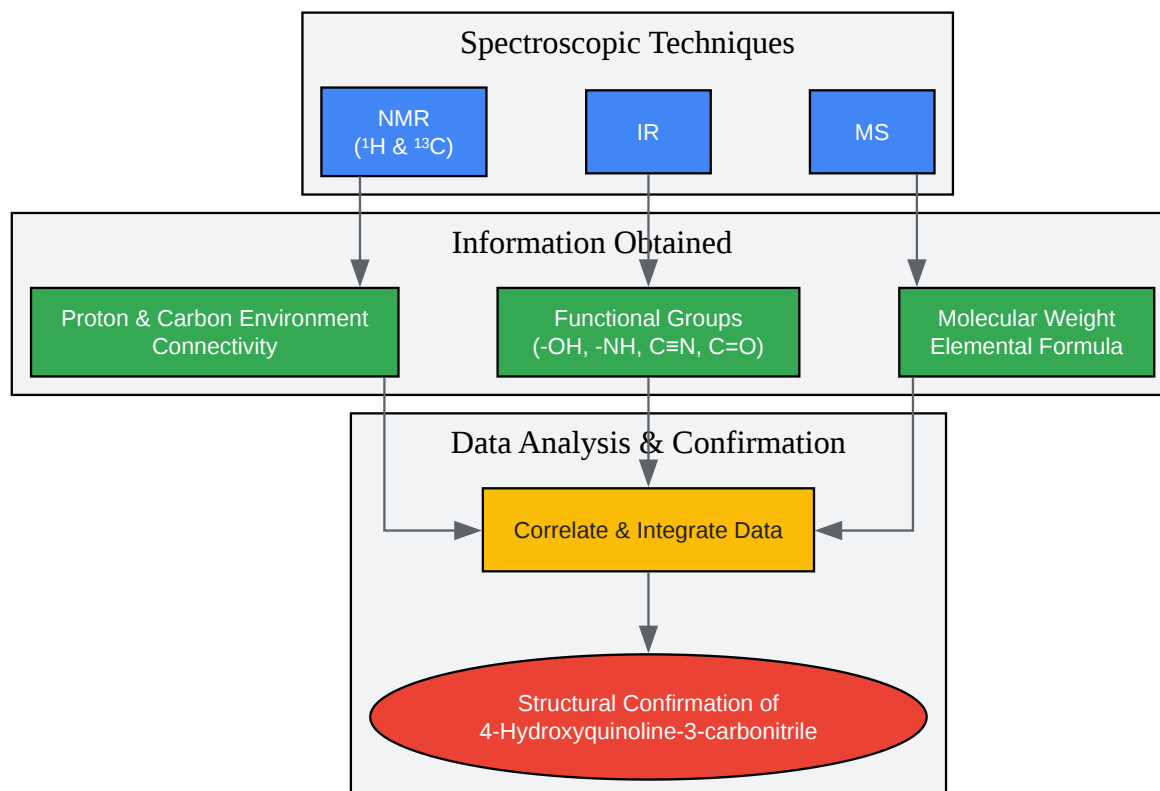 Spectroscopic Techniques
NMR
(¹H & ¹³C)
IR
MS
Information Obtained
Proton & Carbon Environment
Connectivity
Functional Groups
(-OH, -NH, C≡N, C=O)
Molecular Weight
Elemental Formula
Data Analysis & Confirmation
Correlate & Integrate Data
Structural Confirmation of
4-Hydroxyquinoline-3-carbonitrile